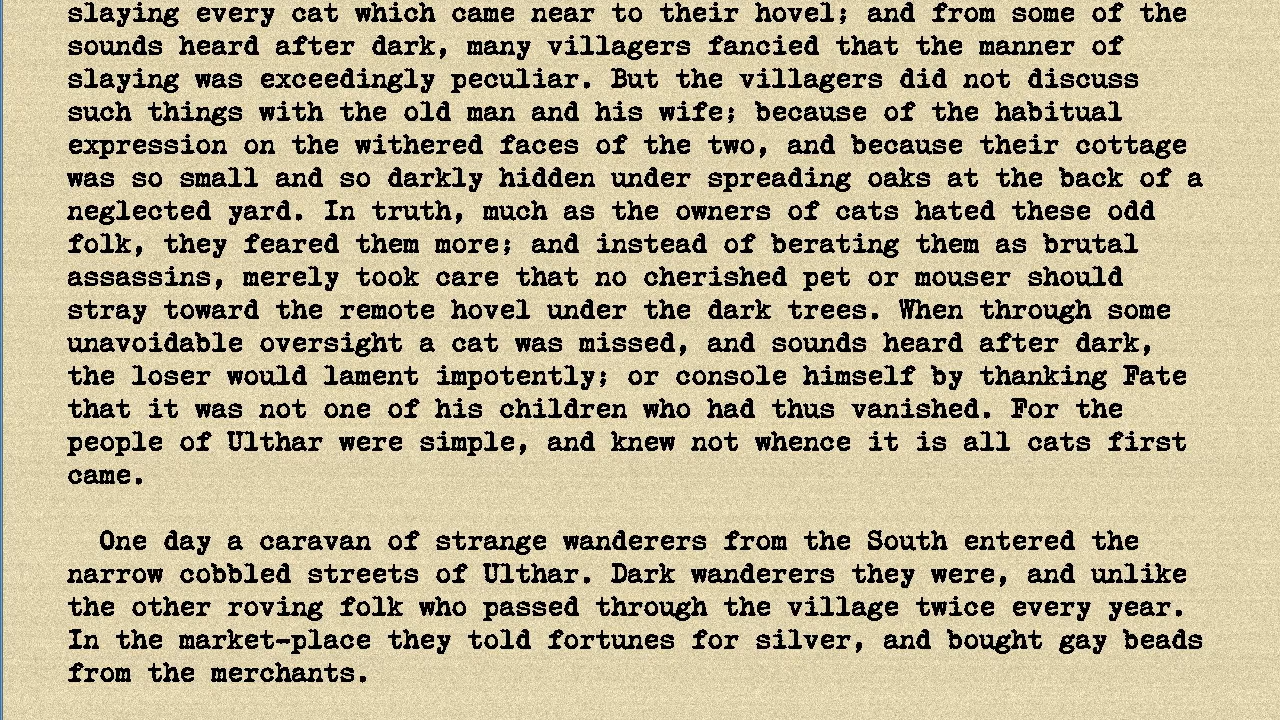 slaying every cat which came near to their hovel; and from some of the
sounds heard after dark, many villagers fancied that the manner of
slaying was exceedingly peculiar. But the villagers did not discuss
such things with the old man and his wife; because of the habitual
expression on the withered faces of the two, and because their cottage
was so small and so darkly hidden under spreading oaks at the back of a
neglected yard. In truth, much as the owners of cats hated these odd
folk, they feared them more; and instead of berating them as brutal
assassins, merely took care that no cherished pet or mouser should
stray toward the remote hovel under the dark trees. When through some
unavoidable oversight a cat was missed, and sounds heard after dark,
the loser would lament impotently; or console himself by thanking Fate
that it was not one of his children who had thus vanished. For the
people of Ulthar were simple, and knew not whence it is all cats first
came.
One day a caravan of strange wanderers from the South entered the
narrow cobbled streets of Ulthar. Dark wanderers they were, and unlike
the other roving folk who passed through the village twice every year.
In the market-place they told fortunes for silver, and bought gay beads
from the merchants.